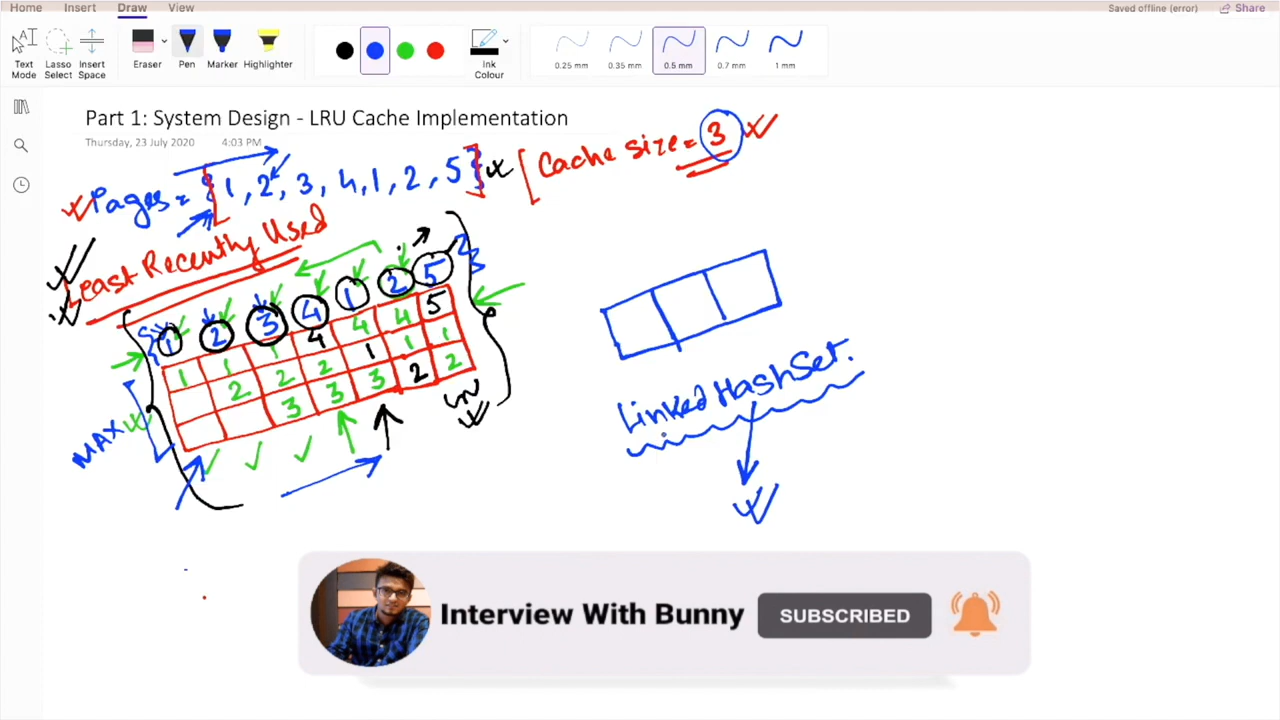 Home Insert Draw View Saved offline (error) Share
Text Mode Lasso Select Insert Space Eraser Pen Marker Highlighter Ink Colour 0.25 mm 0.35 mm 0.5 mm 0.7 mm 1 mm
Part 1: System Design - LRU Cache Implementation
Thursday, 23 July 2020 4:03 PM
Pages = {1, 2, 3, 4, 1, 2, 5}
[Cache size = 3
Least Recently Used
1 2 3 4 1 2 5
1 1 1 4 4 4 5
2 2 2 1 1 1
3 3 3 2 2
MAX
LinkedHashSet.
Interview With Bunny SUBSCRIBED